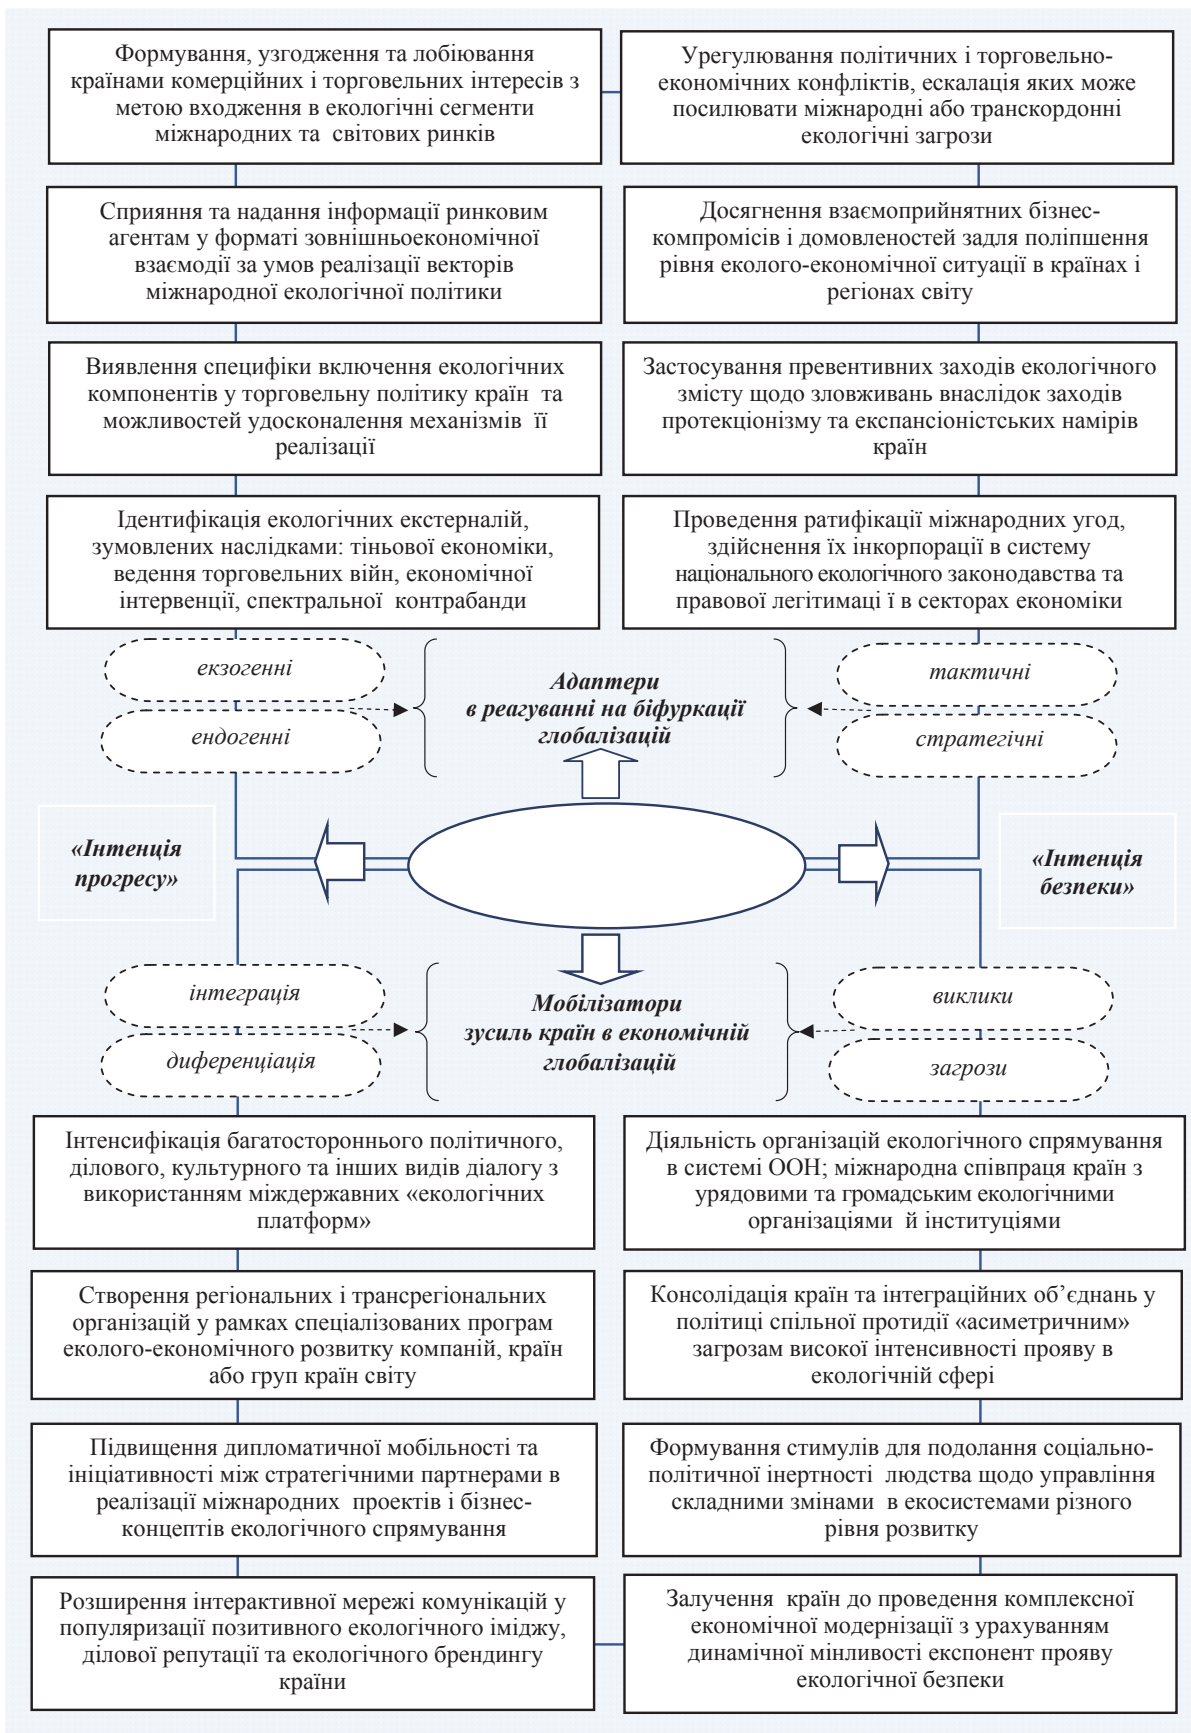 Формування, узгодження та лобіювання
країнами комерційних і торговельних інтересів з
метою входження в екологічні сегменти
міжнародних та світових ринків
Урегулювання політичних і торговельно-
економічних конфліктів, ескалація яких може
посилювати міжнародні або транскордонні
екологічні загрози
Сприяння та надання інформації ринковим
агентам у форматі зовнішньоекономічної
взаємодії за умов реалізації векторів
міжнародної екологічної політики
Досягнення взаємоприйнятних бізнес-
компромісів і домовленостей задля поліпшення
рівня еколого-економічної ситуації в країнах і
регіонах світу
Виявлення специфіки включення екологічних
компонентів у торговельну політику країн та
можливостей удосконалення механізмів її
реалізації
Застосування превентивних заходів екологічного
змісту щодо зловживань внаслідок заходів
протекціонізму та експансіоністських намірів
країн
Ідентифікація екологічних екстерналій,
зумовлених наслідками: тіньової економіки,
ведення торговельних війн, економічної
інтервенції, спектральної контрабанди
Проведення ратифікації міжнародних угод,
здійснення їх інкорпорації в систему
національного екологічного законодавства та
правової легітимаці ї в секторах економіки
екзогенні
ендогенні
Адаптери
в реагуванні на біфуркації
глобалізацій
тактичні
стратегічні
«Інтенція
прогресу»
«Інтенція
безпеки»
інтеграція
диференціація
Мобілізатори
зусиль країн в економічній
глобалізацій
виклики
загрози
Інтенсифікація багатостороннього політичного,
ділового, культурного та інших видів діалогу з
використанням міждержавних «екологічних
платформ»
Діяльність організацій екологічного спрямування
в системі ООН; міжнародна співпраця країн з
урядовими та громадським екологічними
організаціями й інституціями
Створення регіональних і трансрегіональних
організацій у рамках спеціалізованих програм
еколого-економічного розвитку компаній, країн
або груп країн світу
Консолідація країн та інтеграційних об’єднань у
політиці спільної протидії «асиметричним»
загрозам високої інтенсивності прояву в
екологічній сфері
Підвищення дипломатичної мобільності та
ініціативності між стратегічними партнерами в
реалізації міжнародних проектів і бізнес-
концептів екологічного спрямування
Формування стимулів для подолання соціально-
політичної інертності людства щодо управління
складними змінами в екосистемами різного
рівня розвитку
Розширення інтерактивної мережі комунікацій у
популяризації позитивного екологічного іміджу,
ділової репутації та екологічного брендингу
країни
Залучення країн до проведення комплексної
економічної модернізації з урахуванням
динамічної мінливості експонент прояву
екологічної безпеки